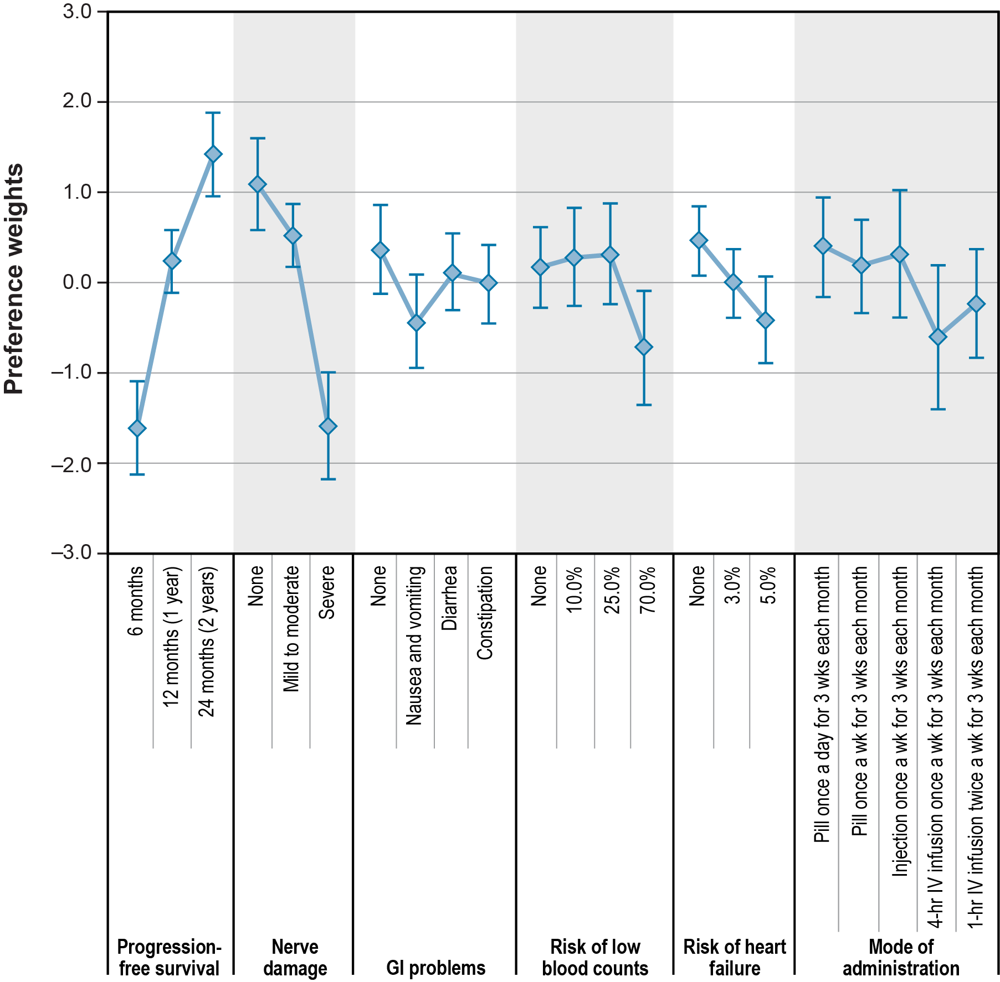 Preference weights
3.0
2.0
1.0
0.0
–1.0
–2.0
–3.0
6 months
12 months (1 year)
24 months (2 years)
None
Mild to moderate
Severe
None
Nausea and vomiting
Diarrhea
Constipation
None
10.0%
25.0%
70.0%
None
3.0%
5.0%
Pill once a day for 3 wks each month
Pill once a wk for 3 wks each month
Injection once a wk for 3 wks each month
4-hr IV infusion once a wk for 3 wks each month
1-hr IV infusion twice a wk for 3 wks each month
Progression-
free survival
Nerve
damage
GI problems
Risk of low
blood counts
Risk of heart
failure
Mode of
administration